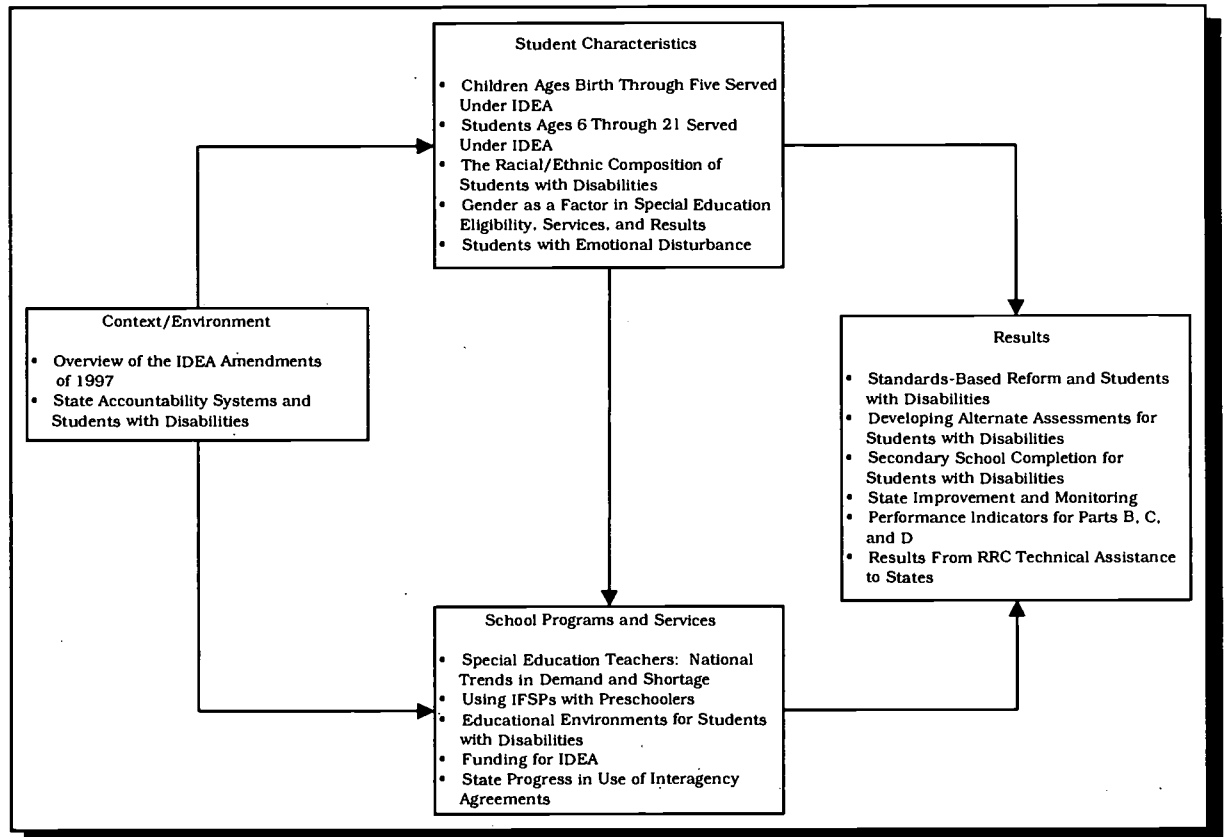 Student Characteristics
• Children Ages Birth Through Five Served
Under IDEA
• Students Ages 6 Through 21 Served
Under IDEA
• The Racial/Ethnic Composition of
Students with Disabilities
• Gender as a Factor in Special Education
Eligibility, Services, and Results
• Students with Emotional Disturbance
Context/Environment
• Overview of the IDEA Amendments
of 1997
• State Accountability Systems and
Students with Disabilities
Results
• Standards-Based Reform and Students
with Disabilities
• Developing Alternate Assessments for
Students with Disabilities
• Secondary School Completion for
Students with Disabilities
• State Improvement and Monitoring
• Performance Indicators for Parts B, C,
and D
• Results From RRC Technical Assistance
to States
School Programs and Services
• Special Education Teachers: National
Trends in Demand and Shortage
• Using IFSPs with Preschoolers
• Educational Environments for Students
with Disabilities
• Funding for IDEA
• State Progress in Use of Interagency
Agreements